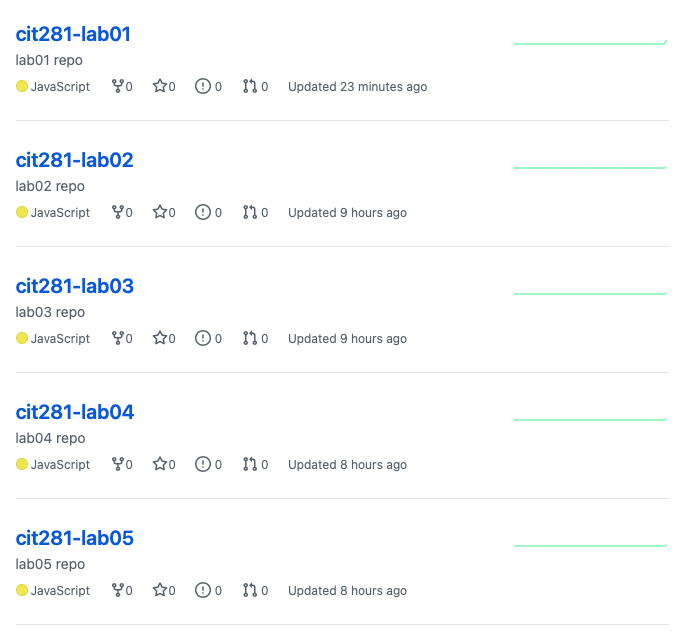 cit281-lab01
lab01 repo
JavaScript 0 0 0 0 Updated 23 minutes ago
cit281-lab02
lab02 repo
JavaScript 0 0 0 0 Updated 9 hours ago
cit281-lab03
lab03 repo
JavaScript 0 0 0 0 Updated 9 hours ago
cit281-lab04
lab04 repo
JavaScript 0 0 0 0 Updated 8 hours ago
cit281-lab05
lab05 repo
JavaScript 0 0 0 0 Updated 8 hours ago